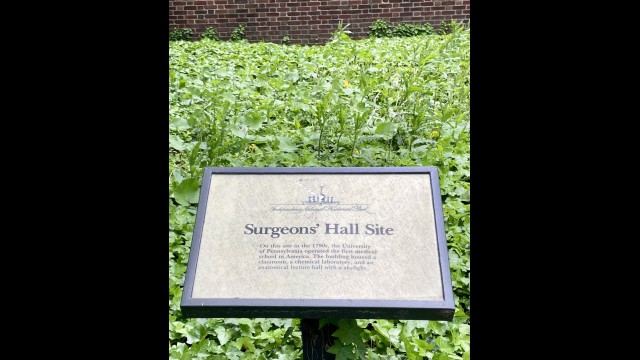 Independence National Historical Park
Surgeons' Hall Site
On this site in the 1790s, the University
of Pennsylvania operated the first medical
school in America. The building housed a
classroom, a chemical laboratory, and an
anatomical lecture hall with a skylight.